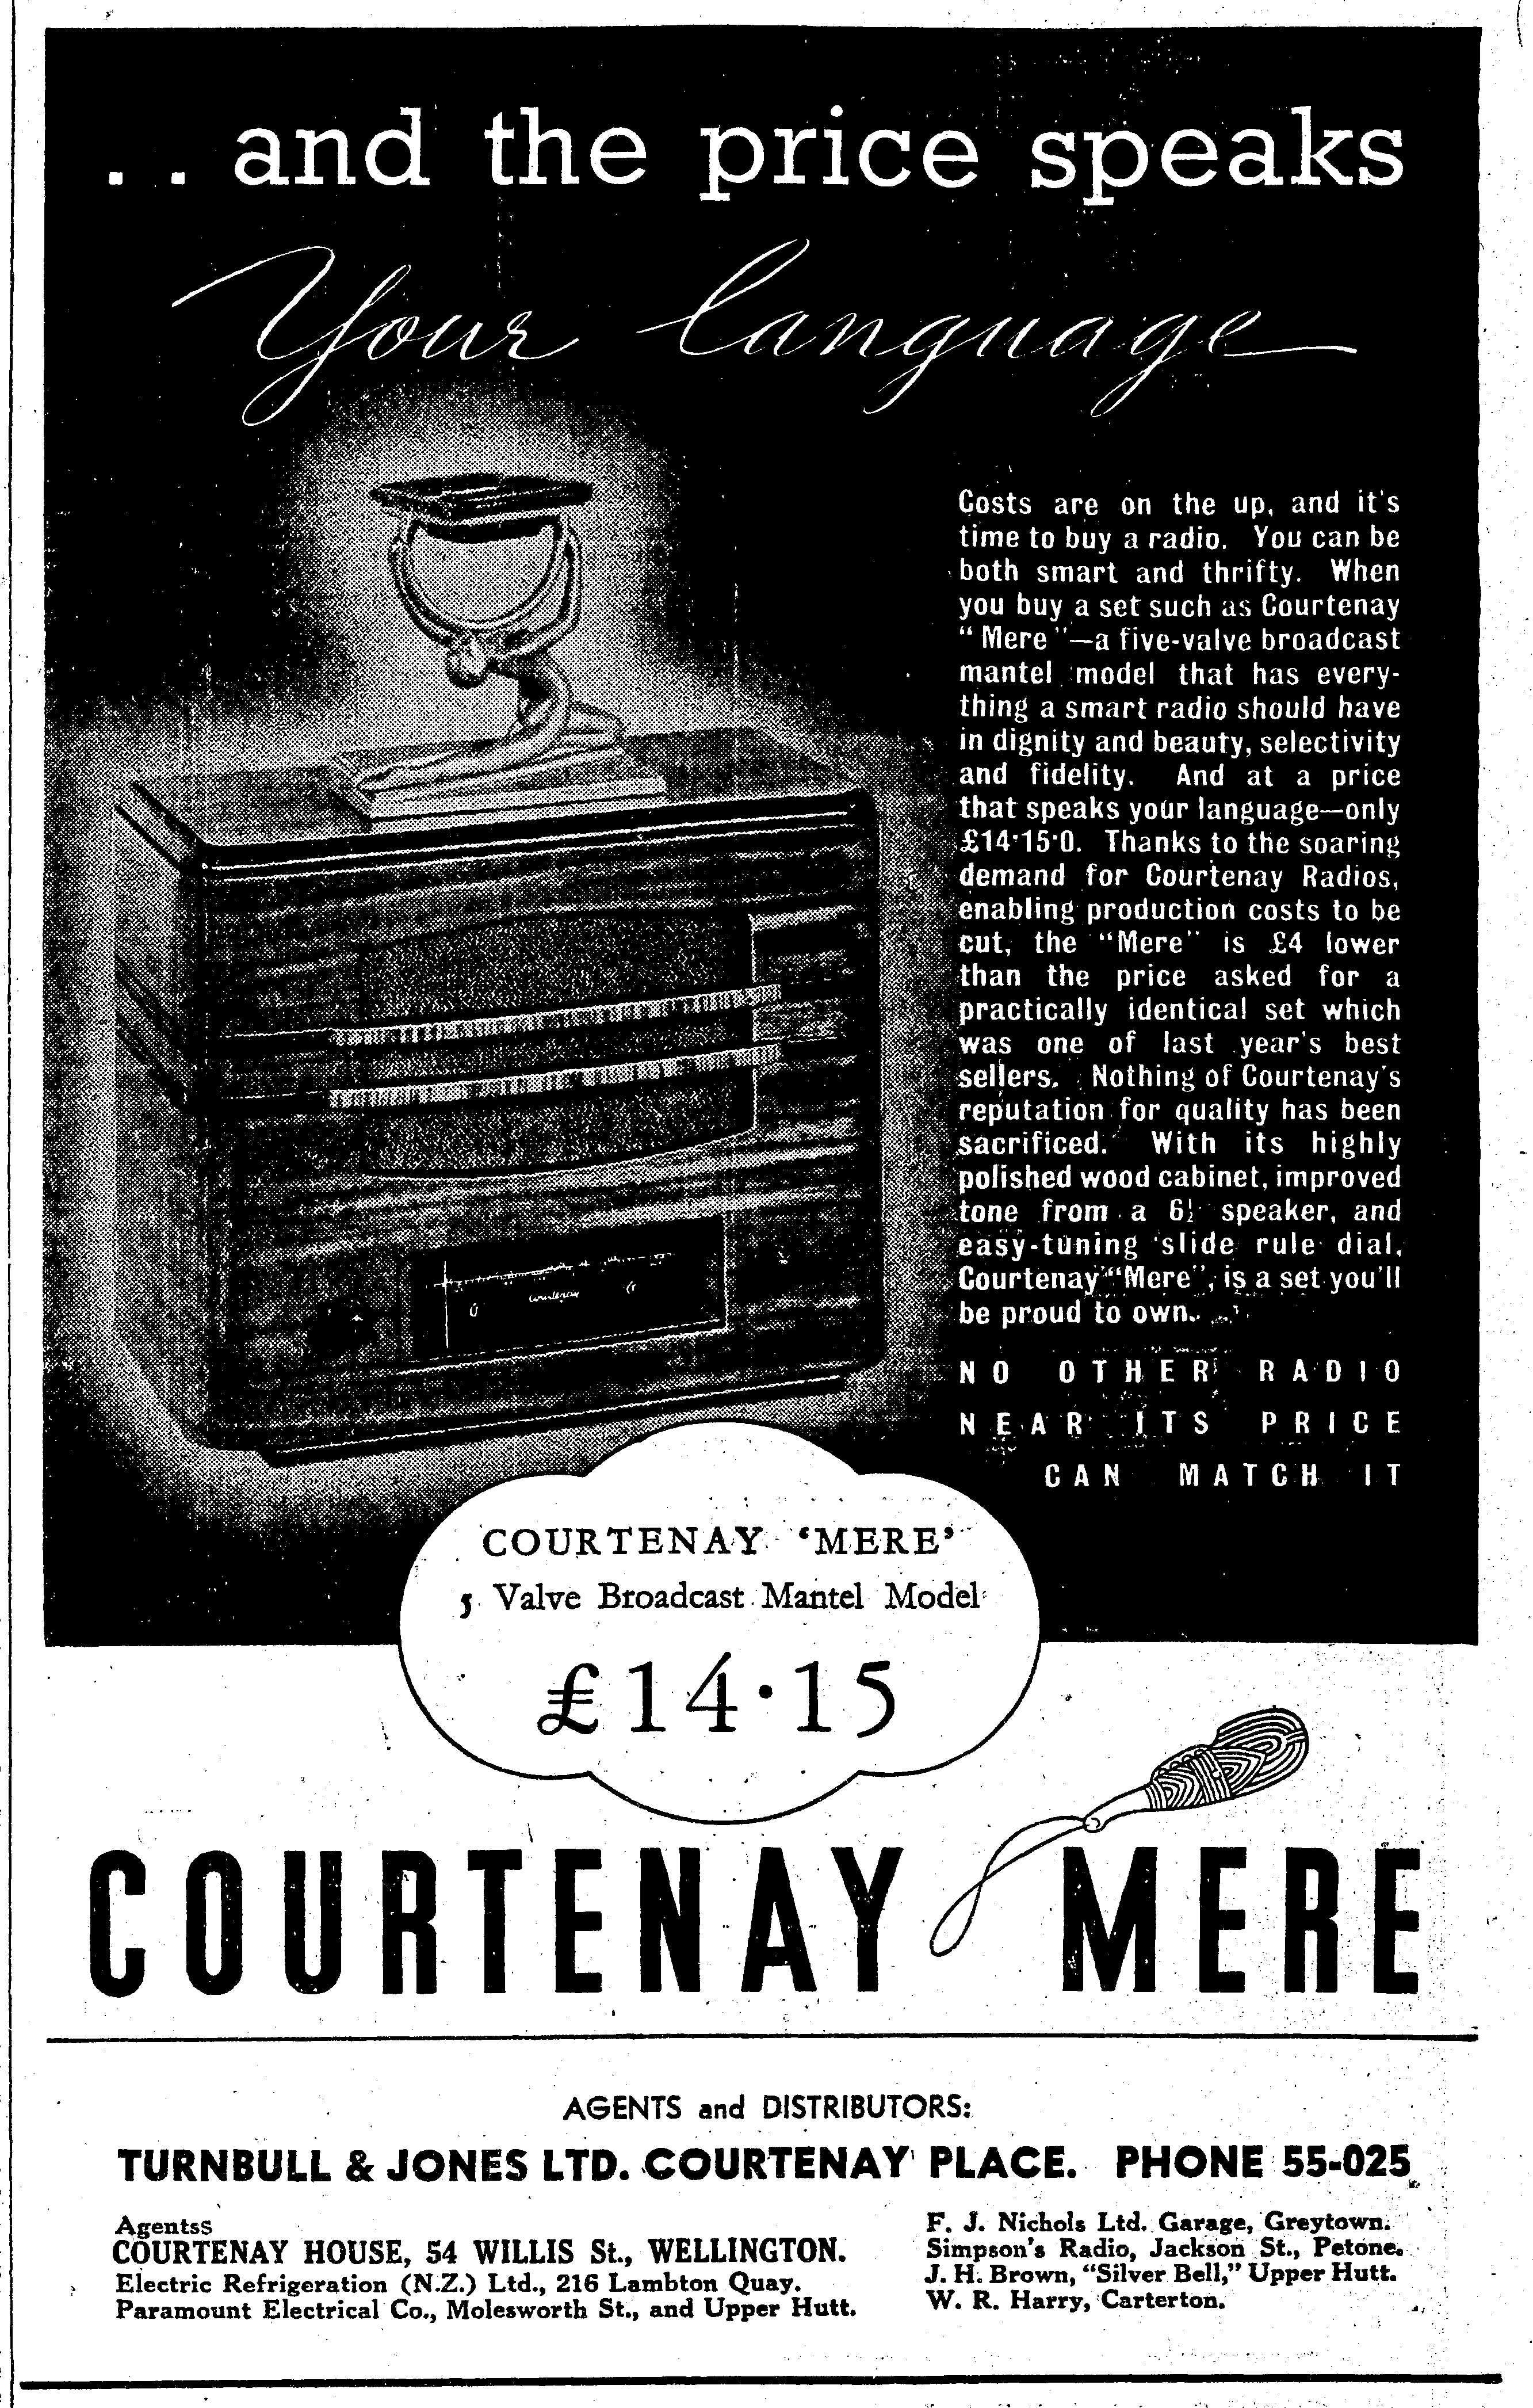 . . and the price speaks
Your language
Costs are on the up, and it's
time to buy a radio. You can be
both smart and thrifty. When
you buy a set such as Courtenay
"Mere"—a five-valve broadcast
mantel model that has every-
thing a smart radio should have
in dignity and beauty, selectivity
and fidelity. And at a price
that speaks your language—only
£14·15·0. Thanks to the soaring
demand for Courtenay Radios,
enabling production costs to be
cut, the "Mere" is £4 lower
than the price asked for a
practically identical set which
was one of last year's best
sellers. Nothing of Courtenay's
reputation for quality has been
sacrificed. With its highly
polished wood cabinet, improved
tone from a 6½ speaker, and
easy-tuning slide rule dial,
Courtenay "Mere", is a set you'll
be proud to own.
NO OTHER RADIO
NEAR ITS PRICE
CAN MATCH IT
Courtenay
COURTENAY 'MERE'
5 Valve Broadcast Mantel Model
£14·15
COURTENAY MERE
AGENTS and DISTRIBUTORS:
TURNBULL & JONES LTD. COURTENAY PLACE. PHONE 55-025
Agentss
COURTENAY HOUSE, 54 WILLIS St., WELLINGTON.
Electric Refrigeration (N.Z.) Ltd., 216 Lambton Quay.
Paramount Electrical Co., Molesworth St., and Upper Hutt.
F. J. Nichols Ltd. Garage, Greytown.
Simpson's Radio, Jackson St., Petone.
J. H. Brown, "Silver Bell," Upper Hutt.
W. R. Harry, Carterton.